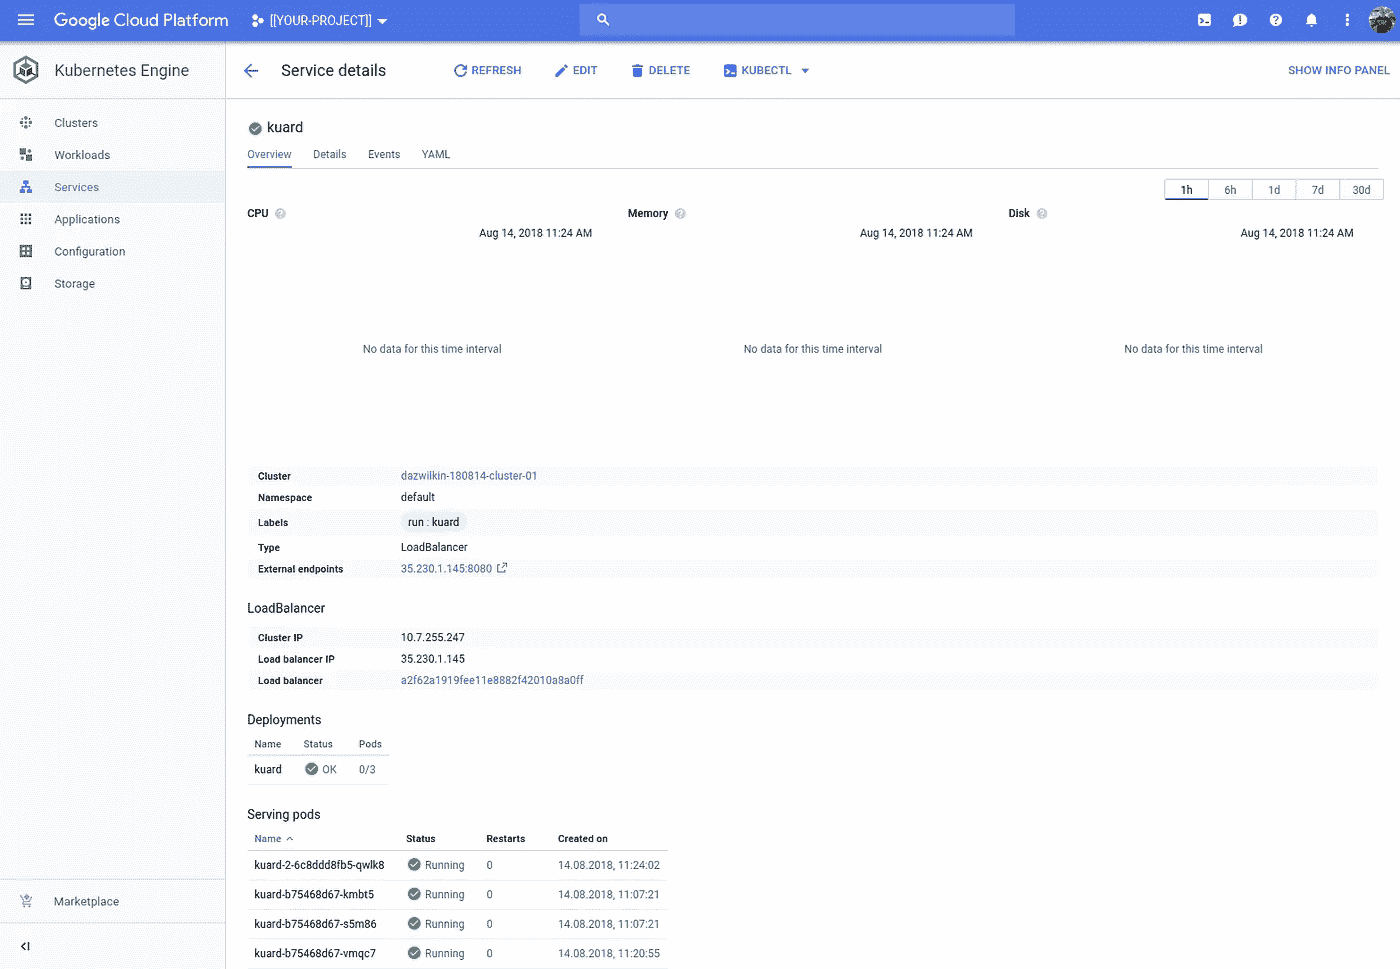 Google Cloud Platform [[YOUR-PROJECT]]
Kubernetes Engine
Service details REFRESH EDIT DELETE KUBECTL SHOW INFO PANEL
Clusters
Workloads
Services
Applications
Configuration
Storage
Marketplace
kuard
Overview Details Events YAML
1h 6h 1d 7d 30d
CPU Memory Disk
Aug 14, 2018 11:24 AM Aug 14, 2018 11:24 AM Aug 14, 2018 11:24 AM
No data for this time interval No data for this time interval No data for this time interval
Cluster dazwilkin-180814-cluster-01
Namespace default
Labels run : kuard
Type LoadBalancer
External endpoints 35.230.1.145:8080
LoadBalancer
Cluster IP 10.7.255.247
Load balancer IP 35.230.1.145
Load balancer a2f62a1919fee11e8882f42010a8a0ff
Deployments
Name Status Pods
kuard OK 0/3
Serving pods
Name Status Restarts Created on
kuard-2-6c8ddd8fb5-qwlk8 Running 0 14.08.2018, 11:24:02
kuard-b75468d67-kmbt5 Running 0 14.08.2018, 11:07:21
kuard-b75468d67-s5m86 Running 0 14.08.2018, 11:07:21
kuard-b75468d67-vmqc7 Running 0 14.08.2018, 11:20:55